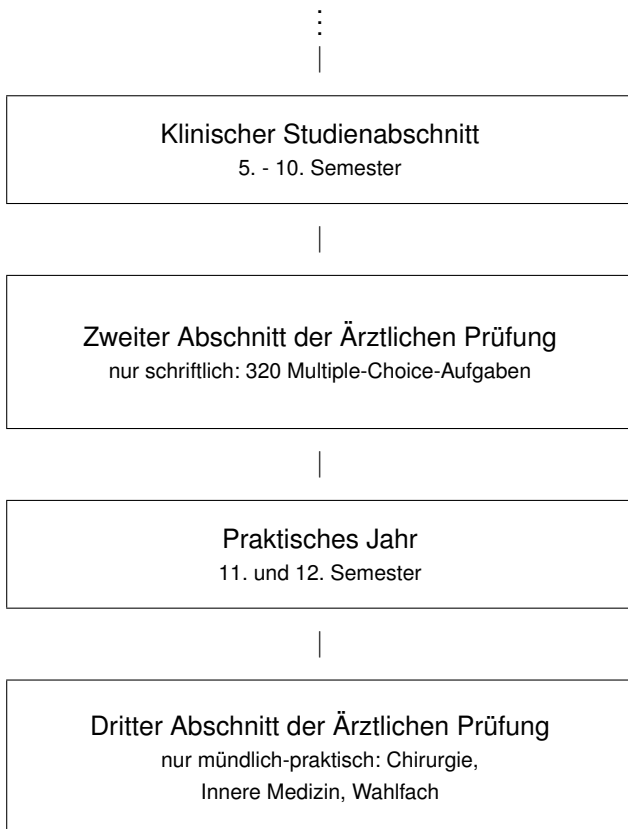 Klinischer Studienabschnitt
5. - 10. Semester
Zweiter Abschnitt der Ärztlichen Prüfung
nur schriftlich: 320 Multiple-Choice-Aufgaben
Praktisches Jahr
11. und 12. Semester
Dritter Abschnitt der Ärztlichen Prüfung
nur mündlich-praktisch: Chirurgie,
Innere Medizin, Wahlfach